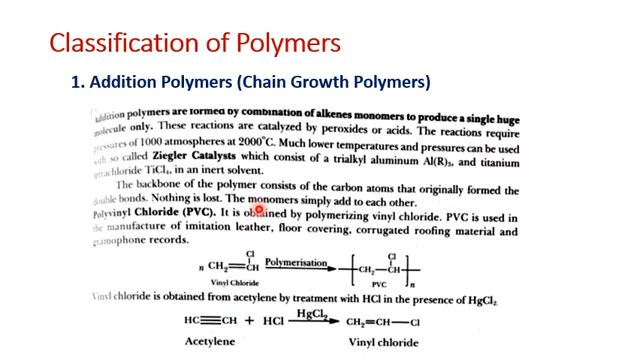 Classification of Polymers
1. Addition Polymers (Chain Growth Polymers)
Addition polymers are formed by combination of alkenes monomers to produce a single huge
molecule only. These reactions are catalyzed by peroxides or acids. The reactions require
pressures of 1000 atmospheres at 2000°C. Much lower temperatures and pressures can be used
with so called Ziegler Catalysts which consist of a trialkyl aluminum Al(R)₃, and titanium
tetrachloride TiCl₄ in an inert solvent.
The backbone of the polymer consists of the carbon atoms that originally formed the
double bonds. Nothing is lost. The monomers simply add to each other.
Polyvinyl Chloride (PVC). It is obtained by polymerizing vinyl chloride. PVC is used in
the manufacture of imitation leather, floor covering, corrugated roofing material and
gramophone records.
Cl Cl
n CH₂=CH Polymerisation [CH₂—CH]n
Vinyl Chloride PVC
Vinyl chloride is obtained from acetylene by treatment with HCl in the presence of HgCl₂
HC≡CH + HCl HgCl₂ CH₂=CH—Cl
Acetylene Vinyl chloride